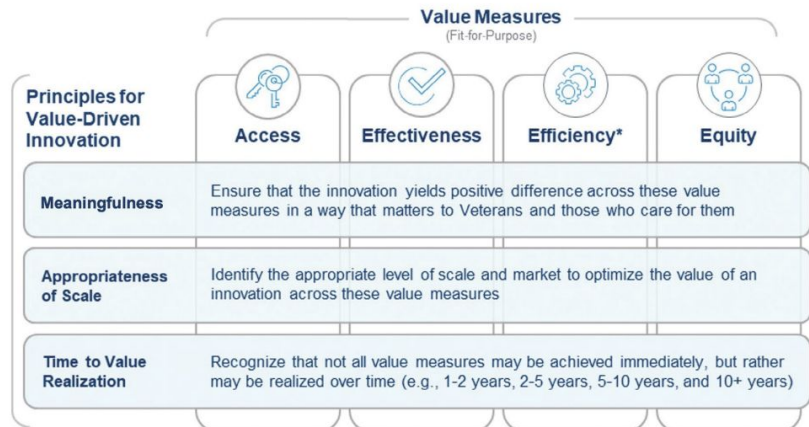 Value Measures
(Fit-for-Purpose)
Principles for
Value-Driven
Innovation
Access
Effectiveness
Efficiency*
Equity
Meaningfulness
Ensure that the innovation yields positive difference across these value
measures in a way that matters to Veterans and those who care for them
Appropriateness
of Scale
Identify the appropriate level of scale and market to optimize the value of an
innovation across these value measures
Time to Value
Realization
Recognize that not all value measures may be achieved immediately, but rather
may be realized over time (e.g., 1-2 years, 2-5 years, 5-10 years, and 10+ years)